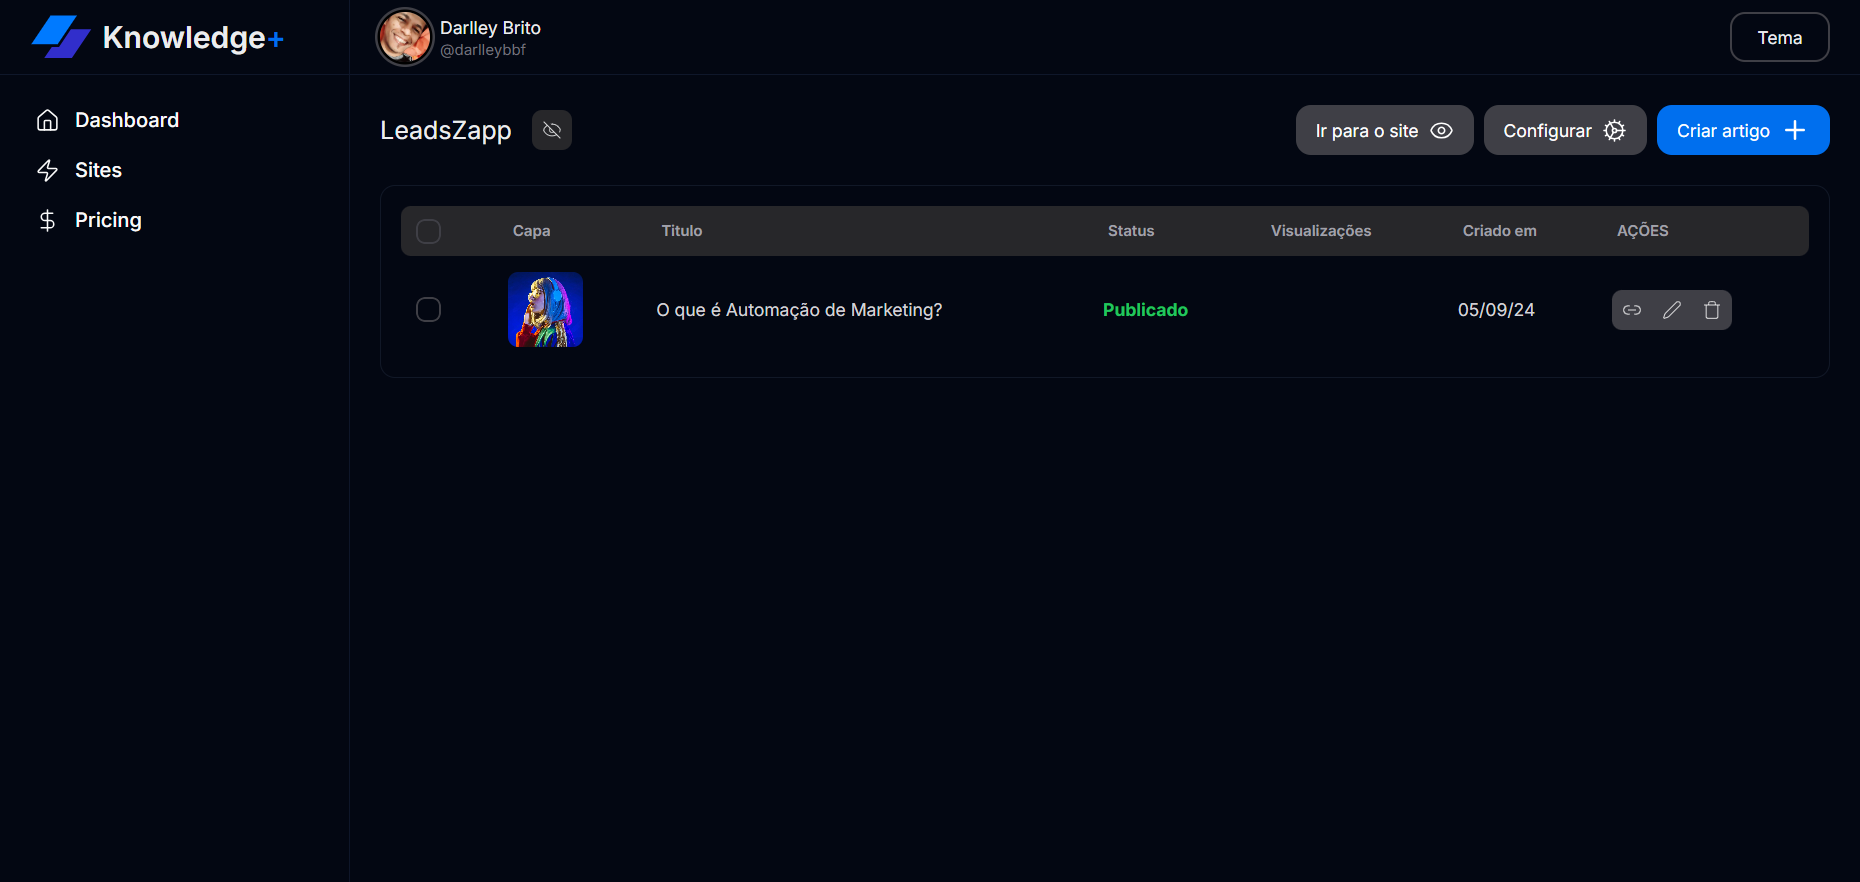 Knowledge+
Darlley Brito
@darlleybbf
Tema
Dashboard
Sites
Pricing
LeadsZapp
Ir para o site
Configurar
Criar artigo
Capa Titulo Status Visualizações Criado em AÇÕES
O que é Automação de Marketing? Publicado 05/09/24